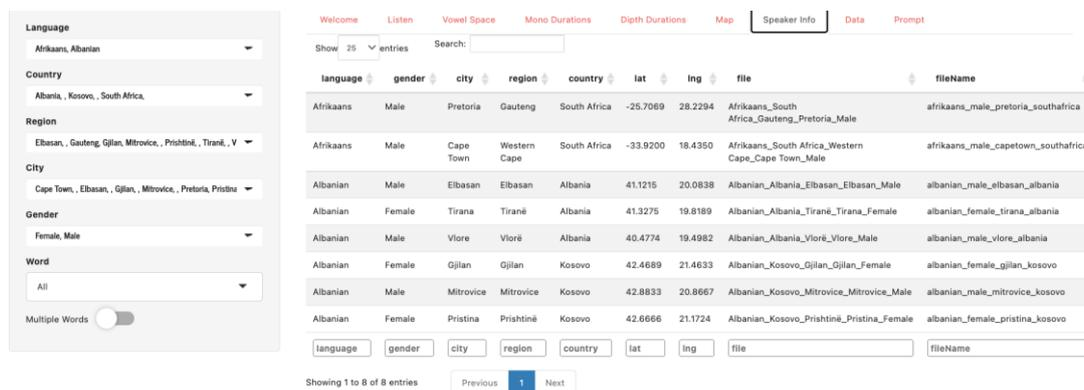 Language
Afrikaans, Albanian
Country
Albania, , Kosovo, , South Africa,
Region
Elbasan, , Gauteng, Gjilan, Mitrovice, , Prishtinë, , Tiranë, , V
City
Cape Town, , Elbasan, , Gjilan, , Mitrovice, , Pretoria, Pristina
Gender
Female, Male
Word
All
Multiple Words
Welcome Listen Vowel Space Mono Durations Dipth Durations Map Speaker Info Data Prompt
Show 25 entries Search:
language gender city region country lat lng file fileName
Afrikaans Male Pretoria Gauteng South Africa -25.7069 28.2294 Afrikaans_South afrikaans_male_pretoria_southafrica
Africa_Gauteng_Pretoria_Male
Afrikaans Male Cape Western South Africa -33.9200 18.4350 Afrikaans_South Africa_Western afrikaans_male_capetown_southafrica
Town Cape Cape_Cape Town_Male
Albanian Male Elbasan Elbasan Albania 41.1215 20.0838 Albanian_Albania_Elbasan_Elbasan_Male albanian_male_elbasan_albania
Albanian Female Tirana Tiranë Albania 41.3275 19.8189 Albanian_Albania_Tiranë_Tirana_Female albanian_female_tirana_albania
Albanian Male Vlore Vlorë Albania 40.4774 19.4982 Albanian_Albania_Vlorë_Vlore_Male albanian_male_vlore_albania
Albanian Female Gjilan Gjilan Kosovo 42.4689 21.4633 Albanian_Kosovo_Gjilan_Gjilan_Female albanian_female_gjilan_kosovo
Albanian Male Mitrovice Mitrovice Kosovo 42.8833 20.8667 Albanian_Kosovo_Mitrovice_Mitrovice_Male albanian_male_mitrovice_kosovo
Albanian Female Pristina Prishtinë Kosovo 42.6666 21.1724 Albanian_Kosovo_Prishtinë_Pristina_Female albanian_female_pristina_kosovo
language gender city region country lat lng file fileName
Showing 1 to 8 of 8 entries Previous 1 Next